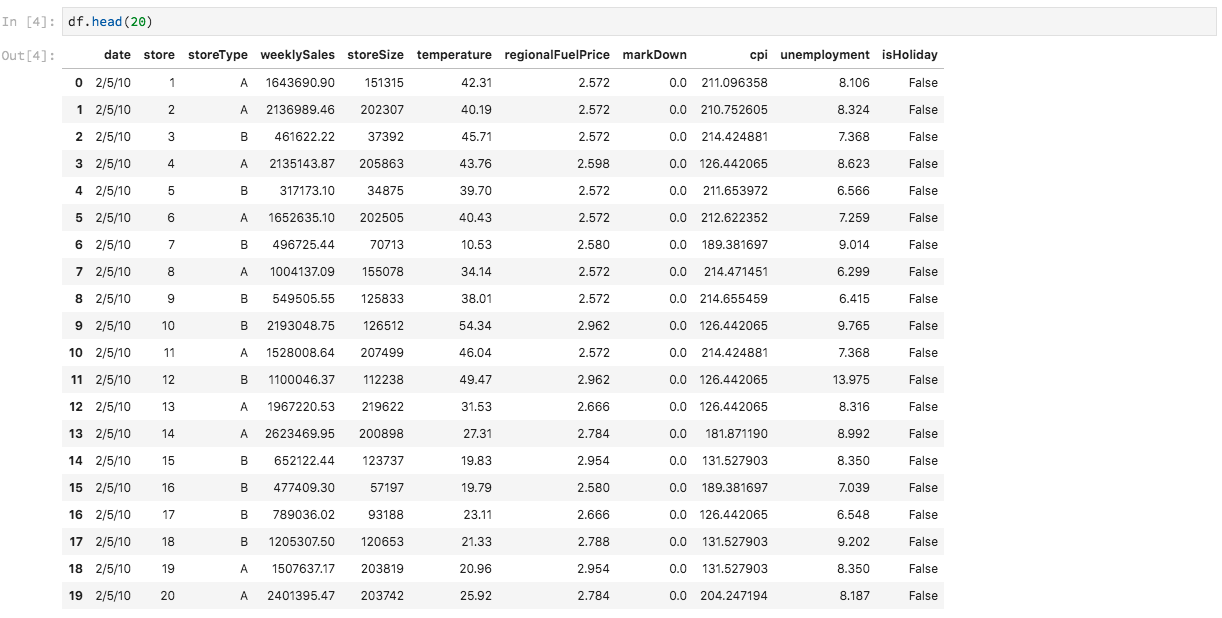 In [4]: df.head(20)
Out[4]: date store storeType weeklySales storeSize temperature regionalFuelPrice markDown cpi unemployment isHoliday
0 2/5/10 1 A 1643690.90 151315 42.31 2.572 0.0 211.096358 8.106 False
1 2/5/10 2 A 2136989.46 202307 40.19 2.572 0.0 210.752605 8.324 False
2 2/5/10 3 B 461622.22 37392 45.71 2.572 0.0 214.424881 7.368 False
3 2/5/10 4 A 2135143.87 205863 43.76 2.598 0.0 126.442065 8.623 False
4 2/5/10 5 B 317173.10 34875 39.70 2.572 0.0 211.653972 6.566 False
5 2/5/10 6 A 1652635.10 202505 40.43 2.572 0.0 212.622352 7.259 False
6 2/5/10 7 B 496725.44 70713 10.53 2.580 0.0 189.381697 9.014 False
7 2/5/10 8 A 1004137.09 155078 34.14 2.572 0.0 214.471451 6.299 False
8 2/5/10 9 B 549505.55 125833 38.01 2.572 0.0 214.655459 6.415 False
9 2/5/10 10 B 2193048.75 126512 54.34 2.962 0.0 126.442065 9.765 False
10 2/5/10 11 A 1528008.64 207499 46.04 2.572 0.0 214.424881 7.368 False
11 2/5/10 12 B 1100046.37 112238 49.47 2.962 0.0 126.442065 13.975 False
12 2/5/10 13 A 1967220.53 219622 31.53 2.666 0.0 126.442065 8.316 False
13 2/5/10 14 A 2623469.95 200898 27.31 2.784 0.0 181.871190 8.992 False
14 2/5/10 15 B 652122.44 123737 19.83 2.954 0.0 131.527903 8.350 False
15 2/5/10 16 B 477409.30 57197 19.79 2.580 0.0 189.381697 7.039 False
16 2/5/10 17 B 789036.02 93188 23.11 2.666 0.0 126.442065 6.548 False
17 2/5/10 18 B 1205307.50 120653 21.33 2.788 0.0 131.527903 9.202 False
18 2/5/10 19 A 1507637.17 203819 20.96 2.954 0.0 131.527903 8.350 False
19 2/5/10 20 A 2401395.47 203742 25.92 2.784 0.0 204.247194 8.187 False